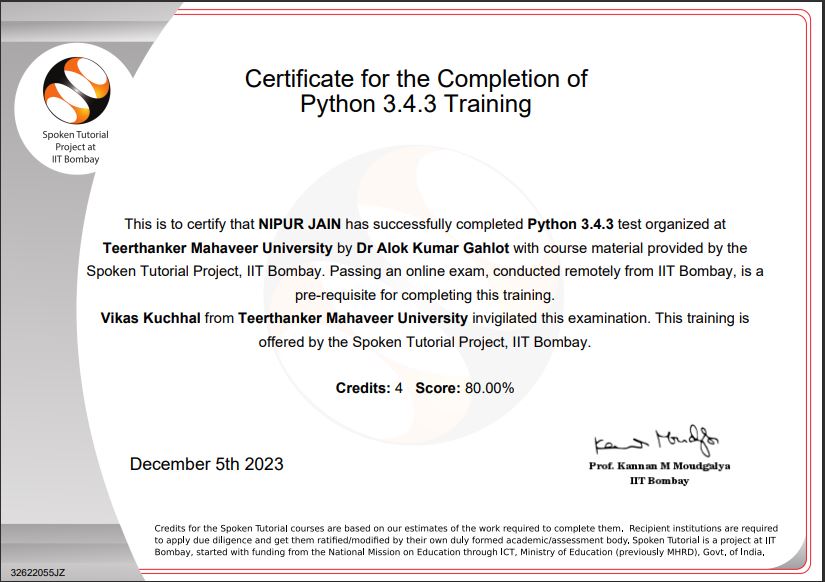 Certificate for the Completion of
Python 3.4.3 Training
Spoken Tutorial
Project at
IIT Bombay
This is to certify that NIPUR JAIN has successfully completed Python 3.4.3 test organized at
Teerthanker Mahaveer University by Dr Alok Kumar Gahlot with course material provided by the
Spoken Tutorial Project, IIT Bombay. Passing an online exam, conducted remotely from IIT Bombay, is a
pre-requisite for completing this training.
Vikas Kuchhal from Teerthanker Mahaveer University invigilated this examination. This training is
offered by the Spoken Tutorial Project, IIT Bombay.
Credits: 4 Score: 80.00%
December 5th 2023
Prof. Kannan M Moudgalya
IIT Bombay
Credits for the Spoken Tutorial courses are based on our estimates of the work required to complete them. Recipient institutions are required
to apply due diligence and get them ratified/modified by their own duly formed academic/assessment body. Spoken Tutorial is a project at IIT
Bombay, started with funding from the National Mission on Education through ICT, Ministry of Education (previously MHRD), Govt. of India.
32622055JZ